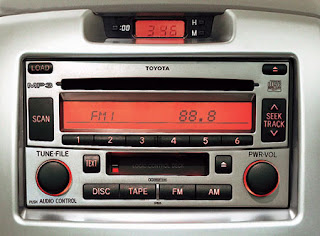 :00 3:46 H
M
LOAD TOYOTA
MP3
FM1 88.8
SCAN SEEK
TRACK
1 2 3 4 5 6
TUNE·FILE TEXT PWR·VOL
DISC TAPE FM AM
PUSH AUDIO CONTROL